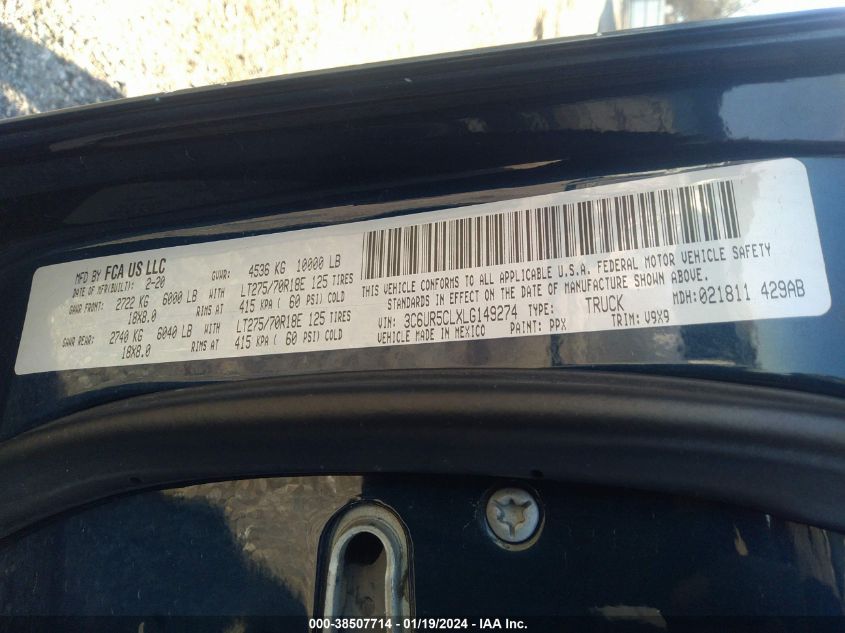 MFD BY FCA US LLC
DATE OF MFR(BUILT): 2-20 GVWR: 4536 KG 10000 LB
GAWR FRONT: 2722 KG 6000 LB WITH LT275/70R18E 125 TIRES
18X8.0 RIMS AT 415 KPA ( 60 PSI) COLD
GAWR REAR: 2740 KG 6040 LB WITH LT275/70R18E 125 TIRES
18X8.0 RIMS AT 415 KPA ( 60 PSI) COLD
THIS VEHICLE CONFORMS TO ALL APPLICABLE U.S.A. FEDERAL MOTOR VEHICLE SAFETY
STANDARDS IN EFFECT ON THE DATE OF MANUFACTURE SHOWN ABOVE.
VIN: 3C6UR5CLXLG149274 TYPE: TRUCK MDH: 021811 429AB
VEHICLE MADE IN MEXICO PAINT: PPX TRIM: V9X9
000-38507714 — 01/19/2024 — IAA Inc.